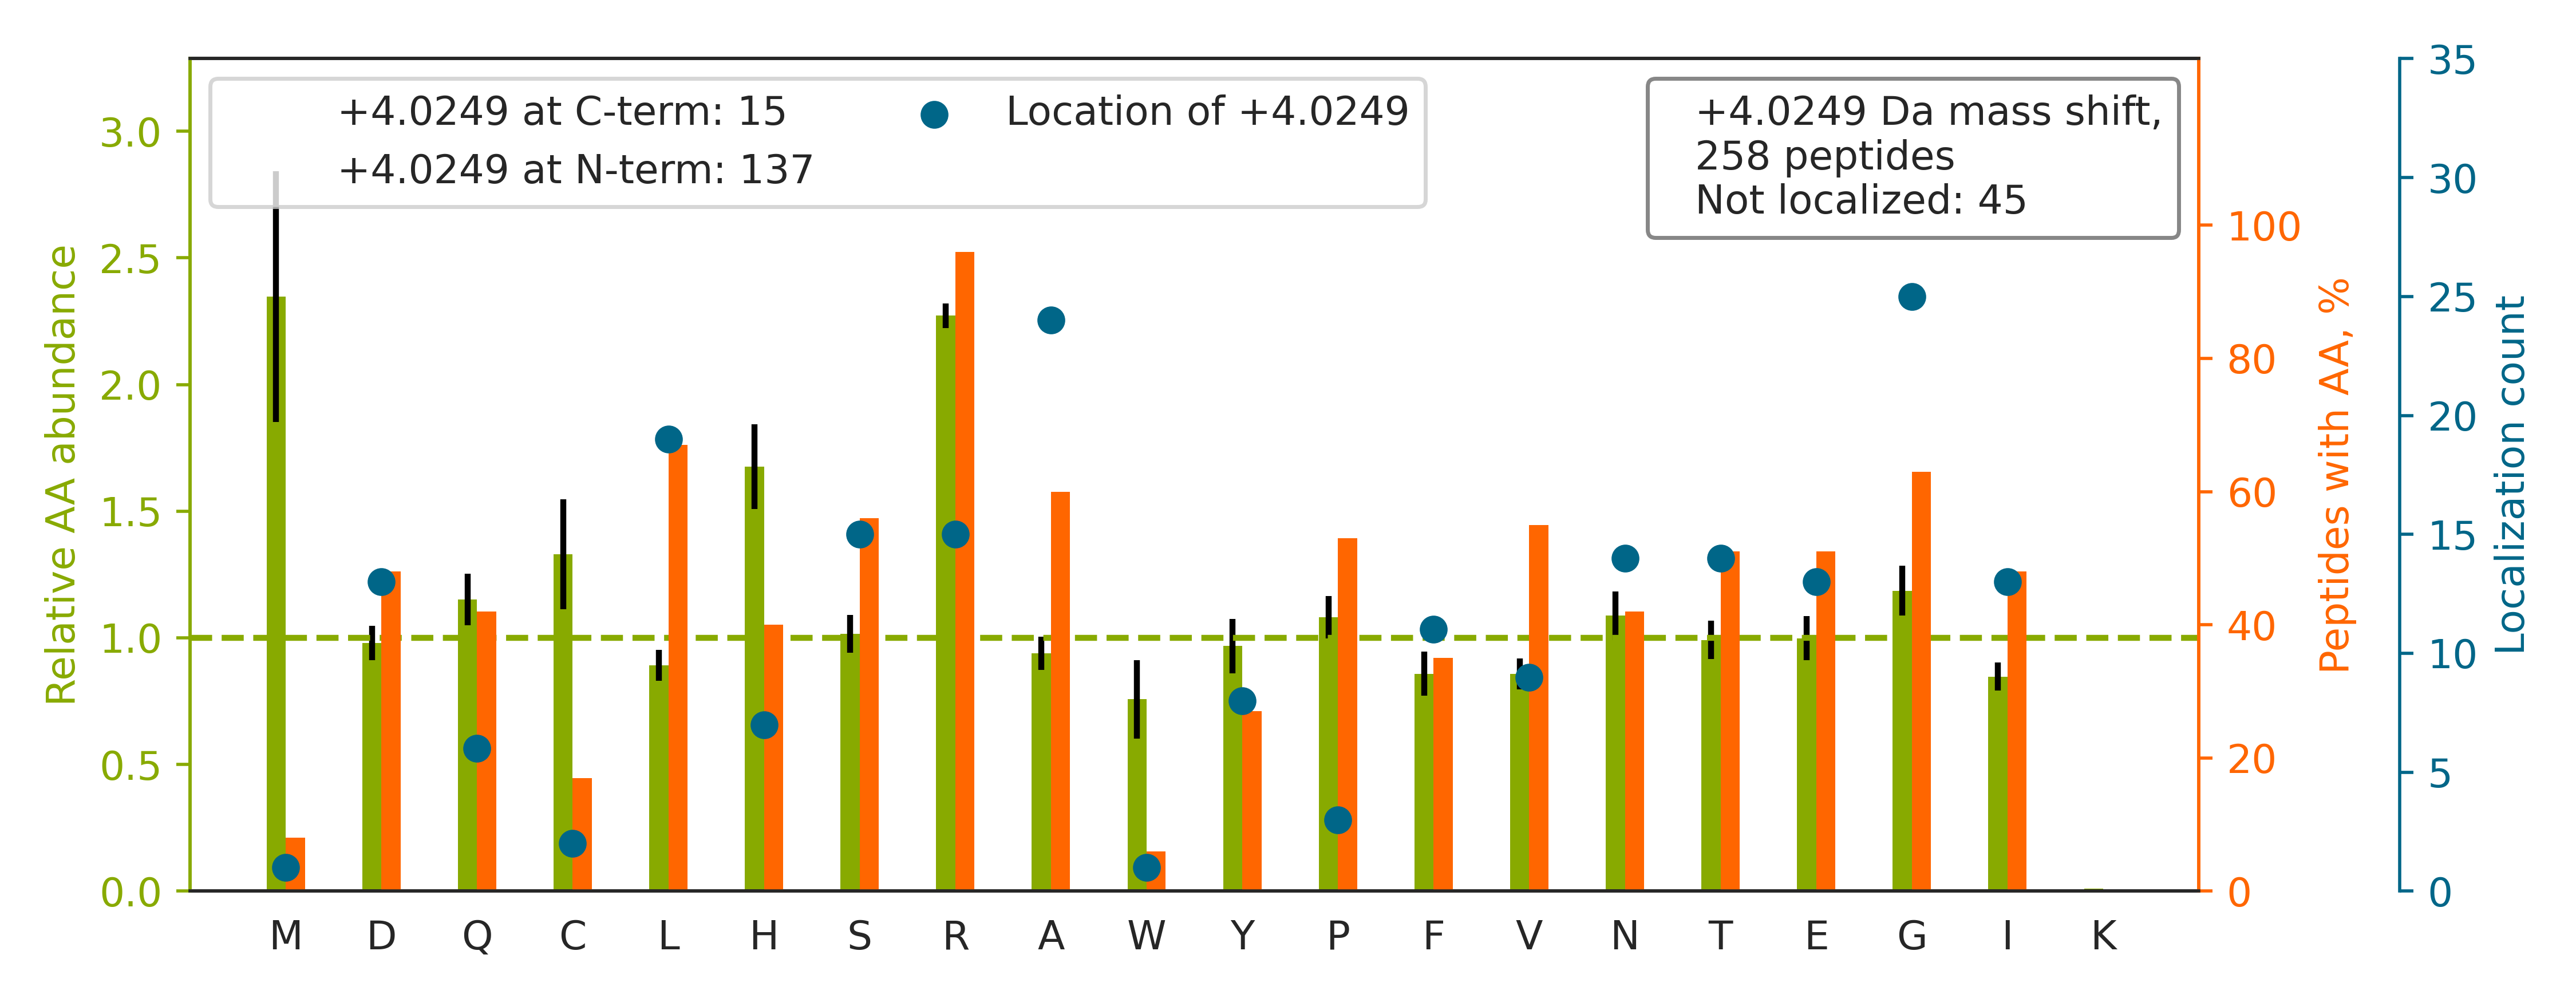 +4.0249 at C-term: 15
+4.0249 at N-term: 137
Location of +4.0249
+4.0249 Da mass shift,
258 peptides
Not localized: 45
Relative AA abundance
3.0
2.5
2.0
1.5
1.0
0.5
0.0
100
80
60
40
20
0
Peptides with AA, %
35
30
25
20
15
10
5
0
Localization count
M D Q C L H S R A W Y P F V N T E G I K